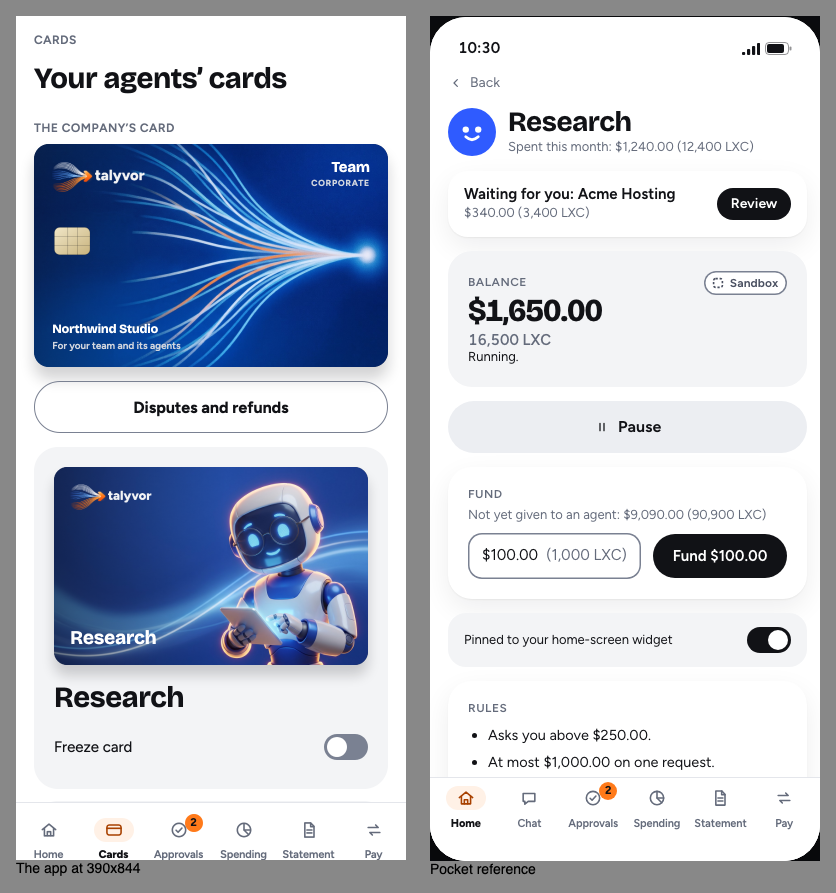 CARDS
Your agents’ cards
THE COMPANY’S CARD
talyvor
Team
CORPORATE
Northwind Studio
For your team and its agents
Disputes and refunds
talyvor
Research
Research
Freeze card
2
Home
Cards
Approvals
Spending
Statement
Pay
The app at 390x844
10:30
Back
Research
Spent this month: $1,240.00 (12,400 LXC)
Waiting for you: Acme Hosting
$340.00 (3,400 LXC)
Review
BALANCE
Sandbox
$1,650.00
16,500 LXC
Running.
Pause
FUND
Not yet given to an agent: $9,090.00 (90,900 LXC)
$100.00 (1,000 LXC)
Fund $100.00
Pinned to your home-screen widget
RULES
• Asks you above $250.00.
• At most $1,000.00 on one request.
2
Home
Chat
Approvals
Spending
Statement
Pay
Pocket reference